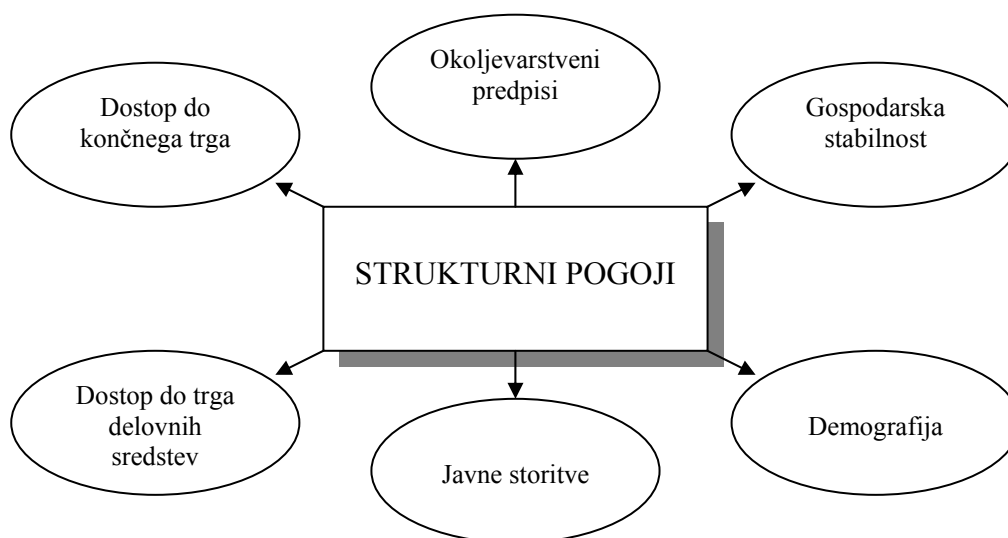 Okoljevarstveni
predpisi
Dostop do
končnega trga
Gospodarska
stabilnost
STRUKTURNI POGOJI
Dostop do trga
delovnih
sredstev
Javne storitve
Demografija